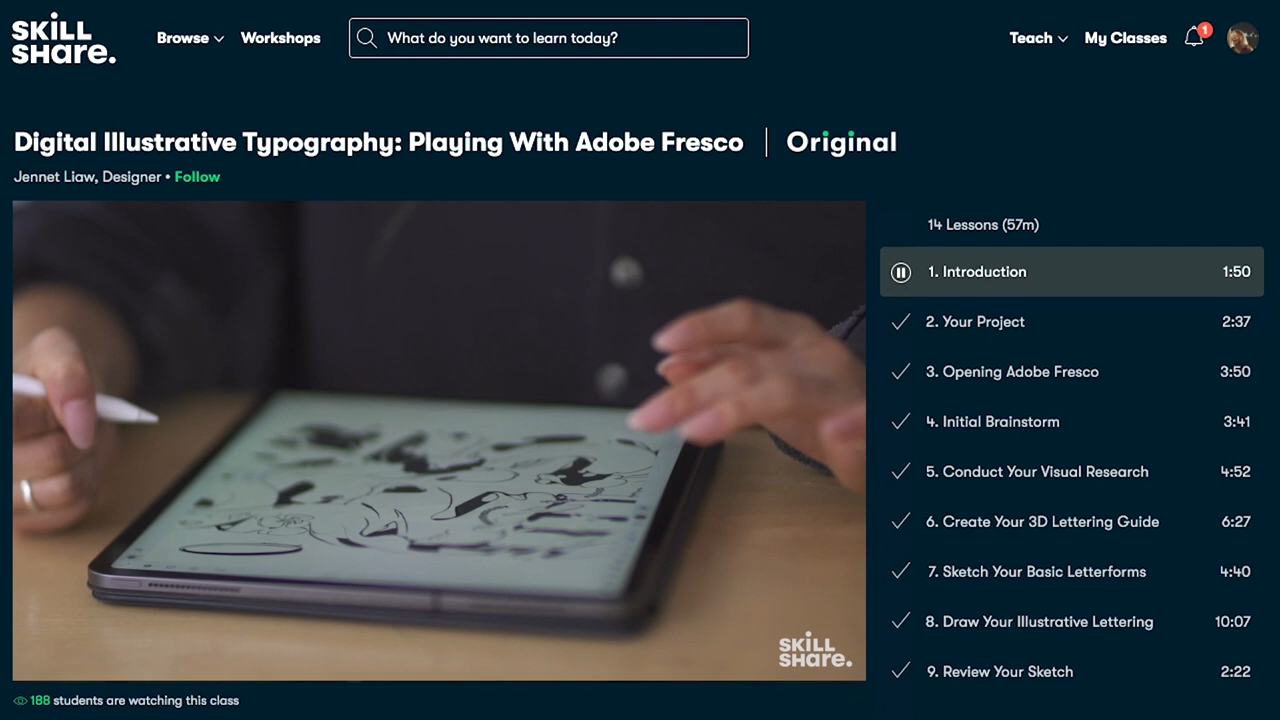 SKILL
SHARE.
Browse
Workshops
What do you want to learn today?
Teach
My Classes
1
Digital Illustrative Typography: Playing With Adobe Fresco | Original
Jennet Liaw, Designer • Follow
14 Lessons (57m)
1. Introduction 1:50
2. Your Project 2:37
3. Opening Adobe Fresco 3:50
4. Initial Brainstorm 3:41
5. Conduct Your Visual Research 4:52
6. Create Your 3D Lettering Guide 6:27
7. Sketch Your Basic Letterforms 4:40
8. Draw Your Illustrative Lettering 10:07
9. Review Your Sketch 2:22
SKILL
SHARE.
188 students are watching this class